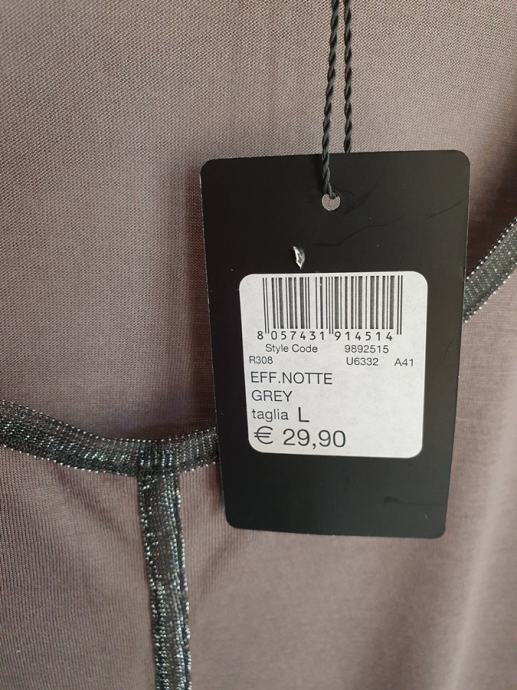 8 057431 914514
Style Code 9892515
R308 U6332 A41
EFF.NOTTE
GREY
taglia L
€ 29,90